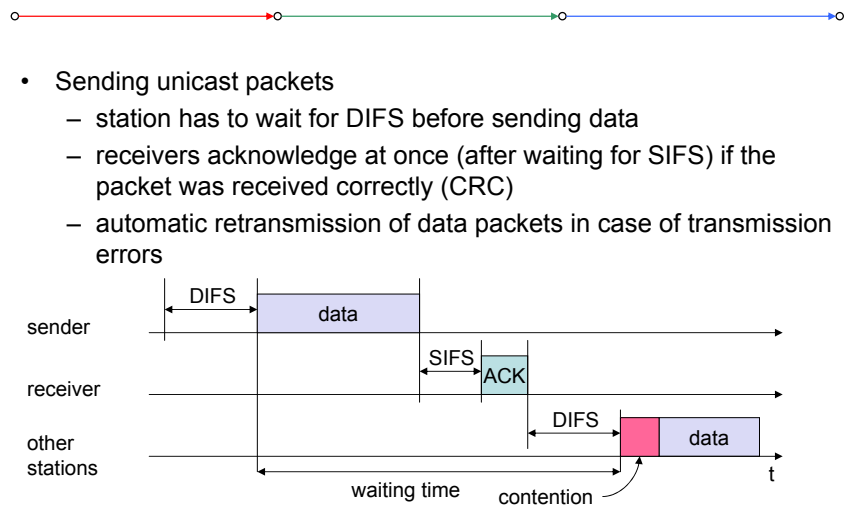 • Sending unicast packets
– station has to wait for DIFS before sending data
– receivers acknowledge at once (after waiting for SIFS) if the
packet was received correctly (CRC)
– automatic retransmission of data packets in case of transmission
errors
DIFS
data
sender
SIFS
ACK
receiver
DIFS
data
other
stations
t
waiting time
contention